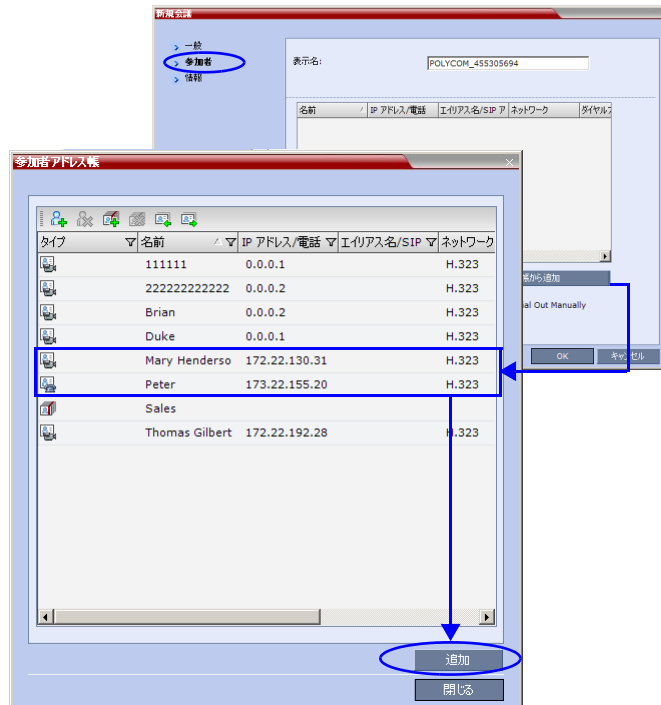 新規会議
一般
参加者
情報
表示名:
POLYCOM_455305694
名前 IP アドレス/電話 エイリアス名/SIP ア ネットワーク ダイヤル
帳から追加
ial Out Manually
OK キャンセル
参加者アドレス帳
タイプ 名前 IP アドレス/電話 エイリアス名/SIP ネットワーク
111111 0.0.0.1 H.323
222222222222 0.0.0.2 H.323
Brian 0.0.0.2 H.323
Duke 0.0.0.1 H.323
Mary Henderso 172.22.130.31 H.323
Peter 173.22.155.20 H.323
Sales
Thomas Gilbert 172.22.192.28 H.323
追加
閉じる